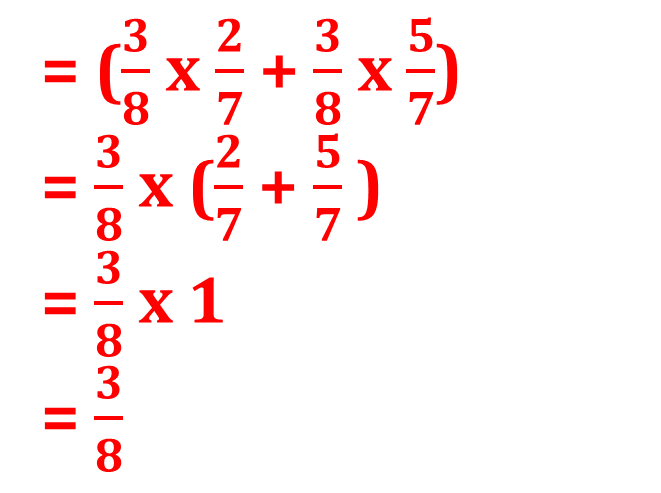 = (3/8 x 2/7 + 3/8 x 5/7)
= 3/8 x (2/7 + 5/7 )
= 3/8 x 1
= 3/8